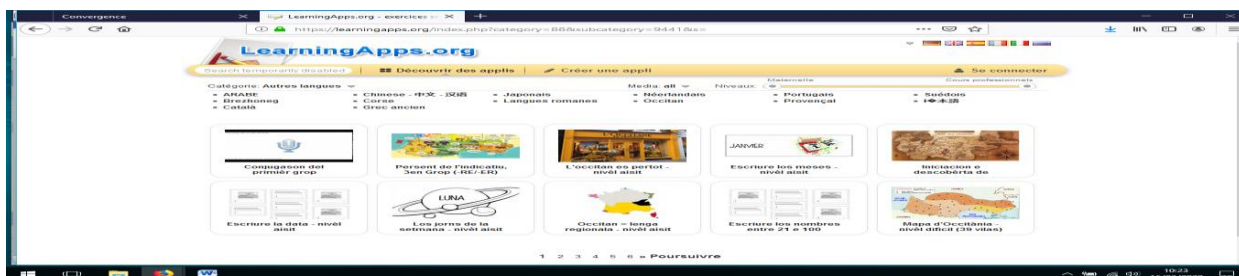 Convergence
LearningApps.org - exercices
https://learningapps.org/index.php?category=88&subcategory=9441&s=
LearningApps.org
Search temporarily disabled
Découvrir des applis
Créer une appli
Se connecter
Catégorie: Autres langues
Media: all
Niveaux:
Maternelle
Cours professionnels
ARABE
Chinese - 中文 - 汉语
Japonais
Néerlandais
Portugais
Suédois
Brezhoneg
Corse
Langues romanes
Occitan
Provençal
Català
Grec ancien
Conjugason del
primièr grop
Persent de l'indicatiu,
3en Grop (-RE/-ER)
L'occitan es pertot -
nivèl aisit
JANVIER
Escriure los meses -
nivèl aisit
Iniciacion e
descobèrta de
Escriure la data - nivèl
aisit
LUNA
Los jorns de la
setmana - nivèl aisit
Occitan - lenga
regionala - nivèl aisit
Escriure los nombres
entre 21 e 100
Mapa d'Occitania -
nivèl dificil (39 vilas)
1 2 3 4 5 6 » Poursuivre
10:23